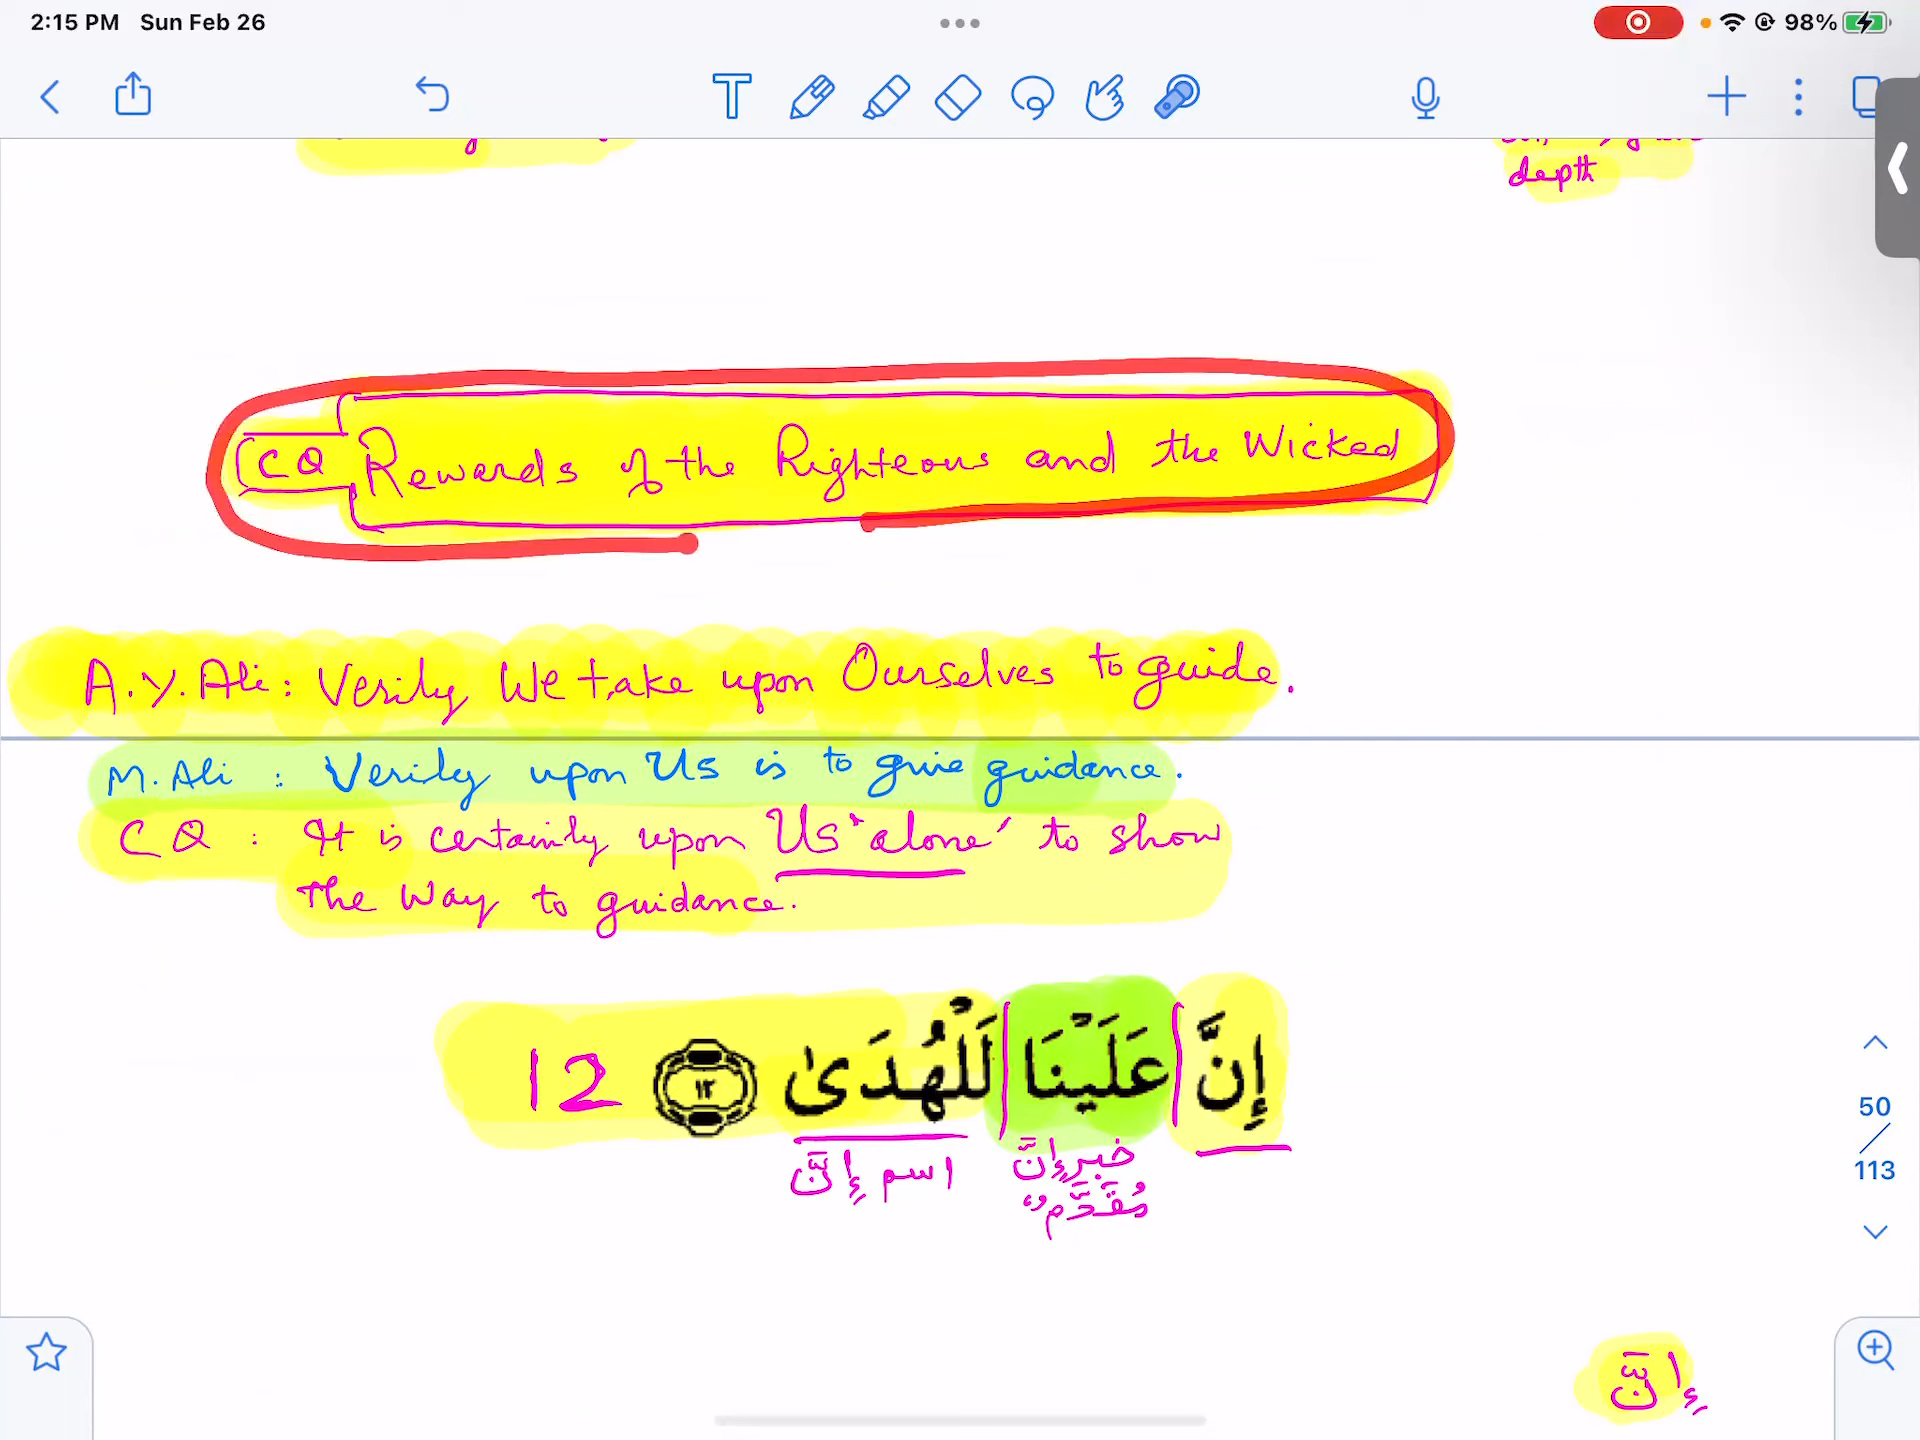 2:15 PM Sun Feb 26
98%
depth
CQ Rewards of the Righteous and the Wicked
A.Y. Ali: Verily We take upon Ourselves to guide.
M. Ali : Verily upon Us is to give guidance.
CQ : It is certainly upon Us 'alone' to show
the Way to guidance.
إِنَّ عَلَيْنَا لَلْهُدَىٰ ١٢ 12
خبر إِنَّ اسم إِنَّ
مُقَدَّم
50
113
إِنَّ